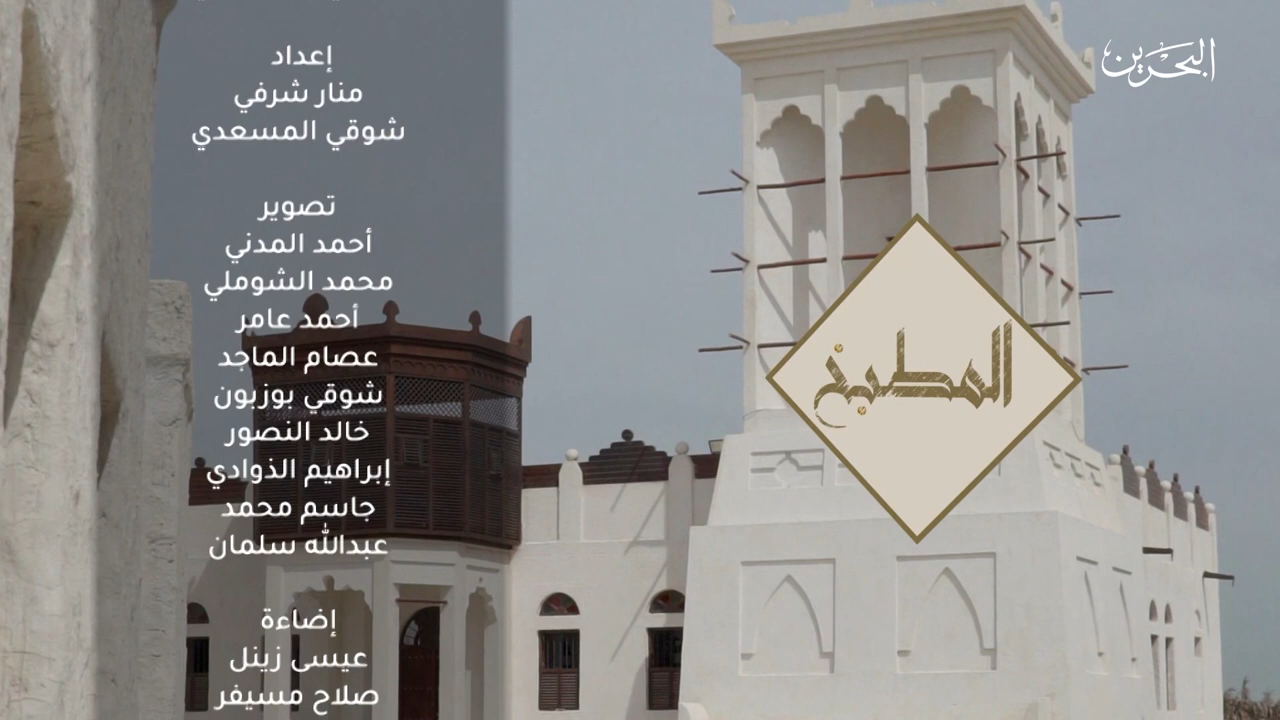 البحرين
إعداد
منار شرفي
شوقي المسعدي
تصوير
أحمد المدني
محمد الشوملي
أحمد عامر
عصام الماجد
شوقي بوزبون
خالد النصور
إبراهيم الذوادي
جاسم محمد
عبدالله سلمان
إضاءة
عيسى زينل
صلاح مسيفر
المطبخ